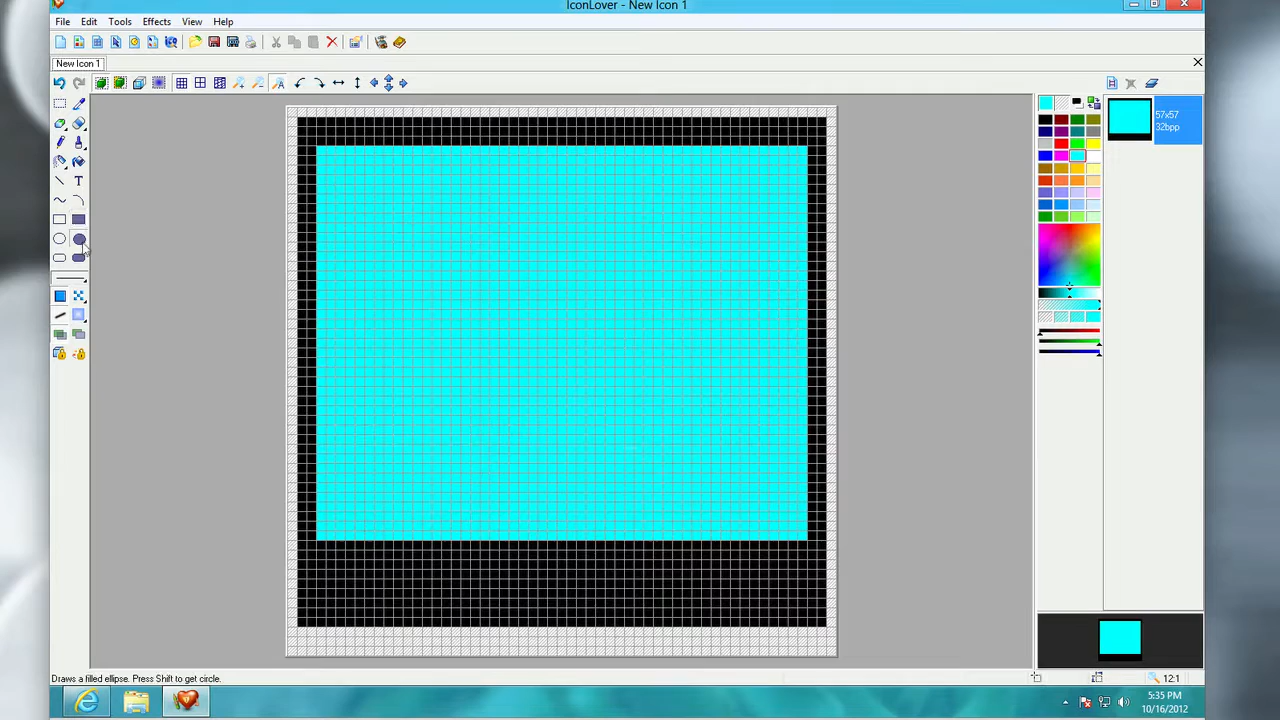 IconLover - New Icon 1
File Edit Tools Effects View Help
New Icon 1
57x57
32bpp
Draws a filled ellipse. Press Shift to get circle.
12:1
5:35 PM
10/16/2012